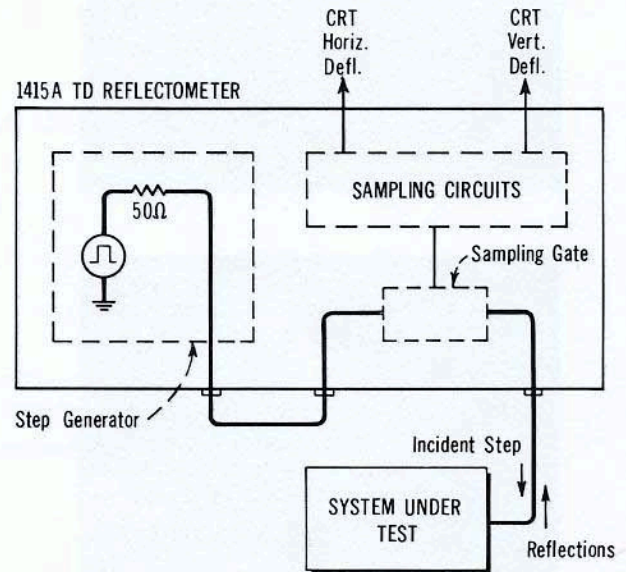 CRT
Horiz.
Defl.
CRT
Vert.
Defl.
1415A TD REFLECTOMETER
50Ω
SAMPLING CIRCUITS
Sampling Gate
Step Generator
Incident Step
SYSTEM UNDER
TEST
Reflections